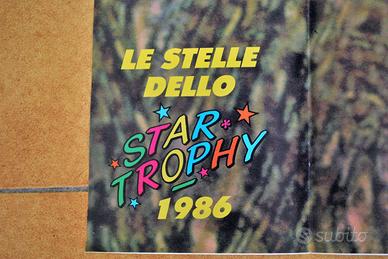 LE STELLE
DELLO
STAR
TROPHY
1986
subito